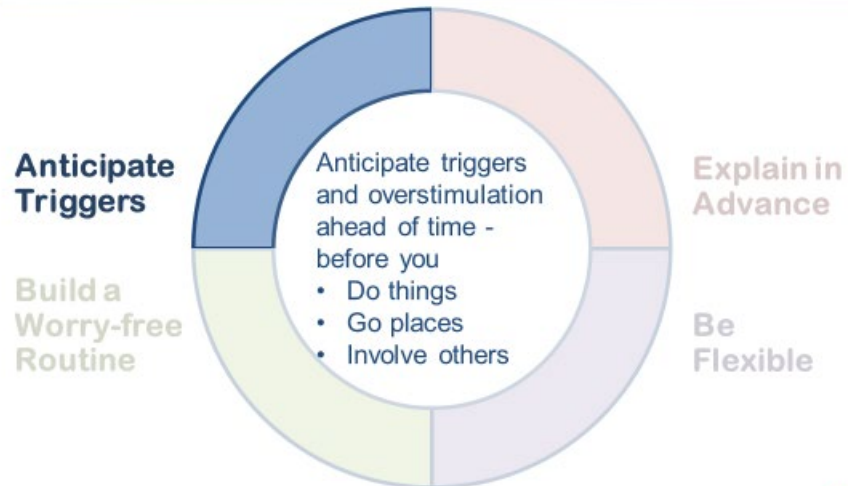 Anticipate
Triggers
Anticipate triggers
and overstimulation
ahead of time -
before you
• Do things
• Go places
• Involve others
Explain in
Advance
Build a
Worry-free
Routine
Be
Flexible